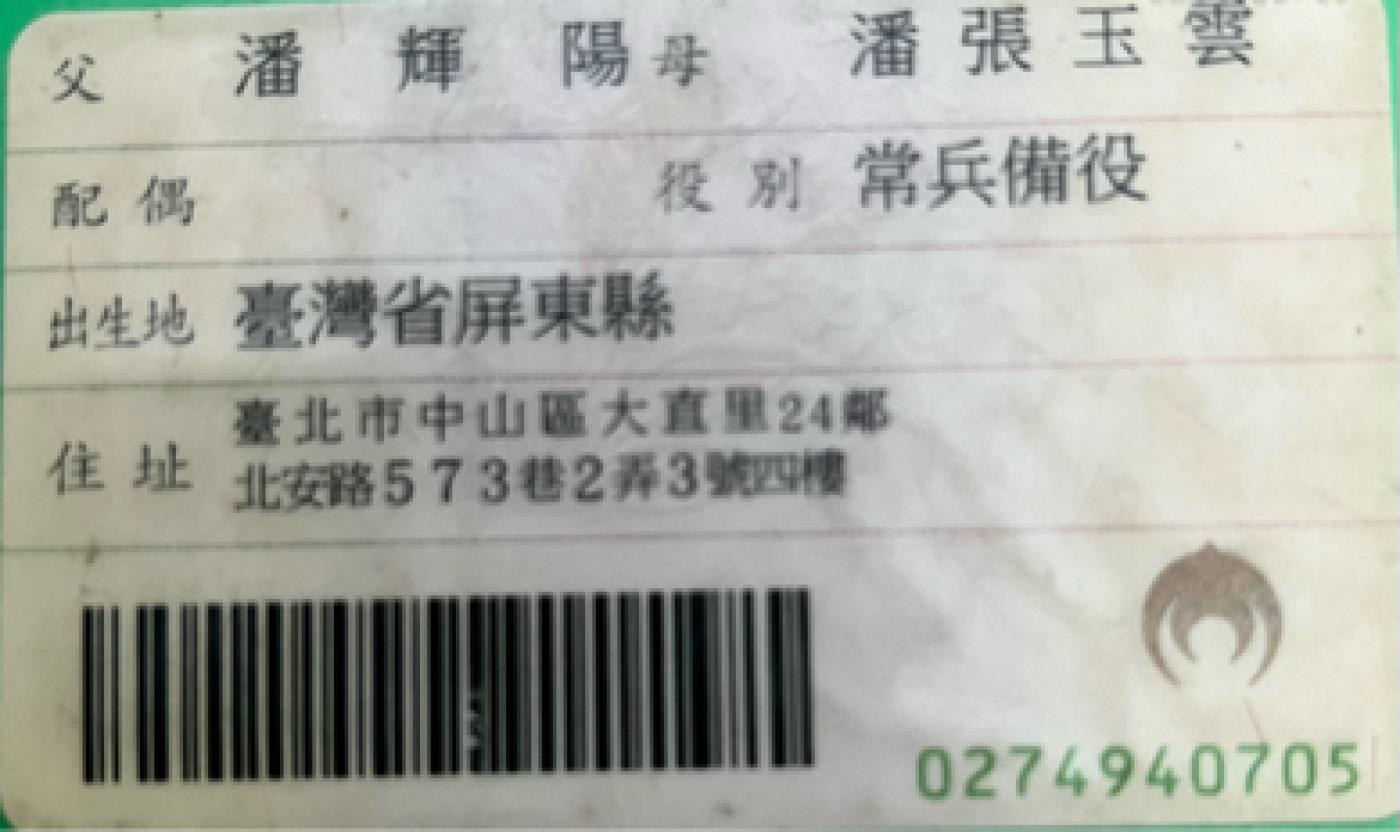 父 潘輝陽 母 潘張玉雲
配偶 役別 常兵備役
出生地 臺灣省屏東縣
住址 臺北市中山區大直里24鄰
北安路573巷2弄3號四樓
0274940705